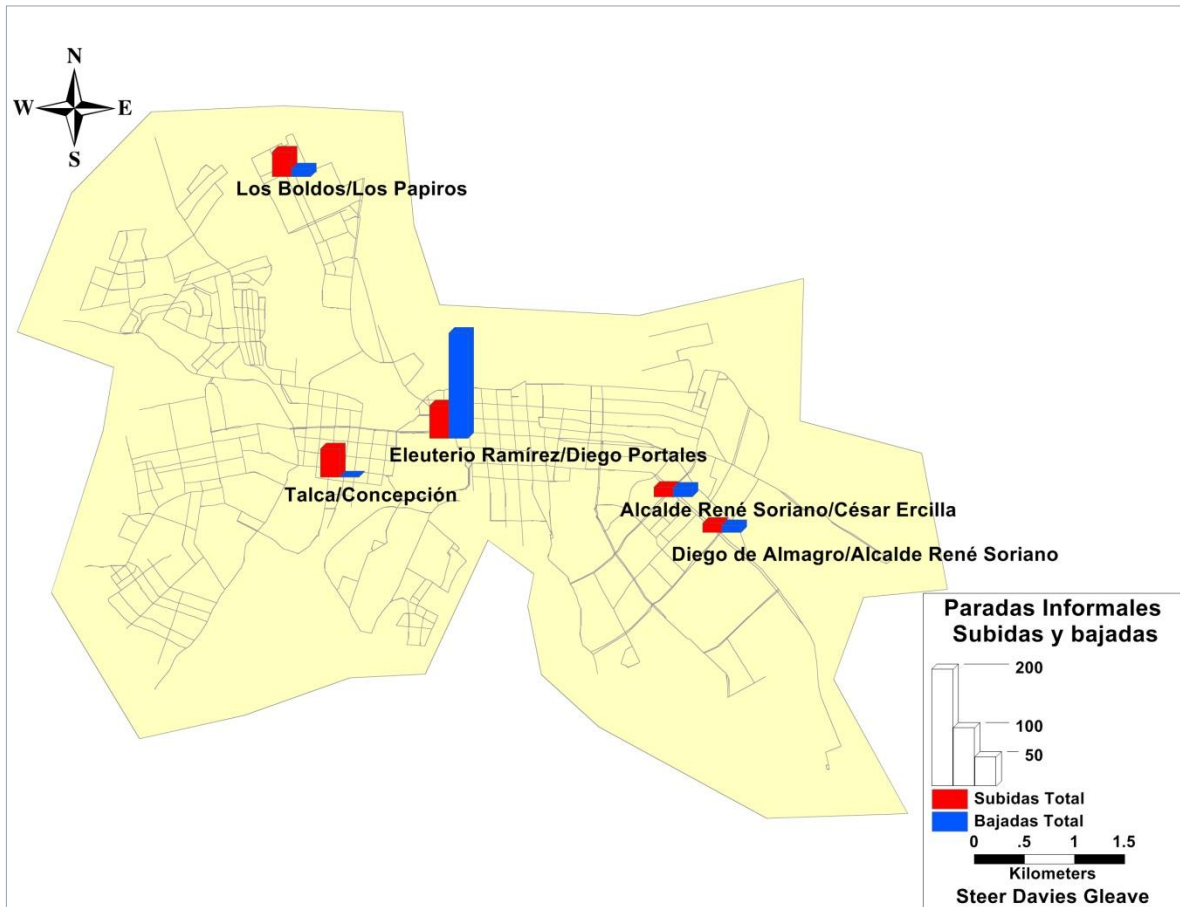 N
W E
S
Los Boldos/Los Papiros
Eleuterio Ramírez/Diego Portales
Talca/Concepción
Alcalde René Soriano/César Ercilla
Diego de Almagro/Alcalde René Soriano
Paradas Informales
Subidas y bajadas
200
100
50
Subidas Total
Bajadas Total
0 .5 1 1.5
Kilometers
Steer Davies Gleave